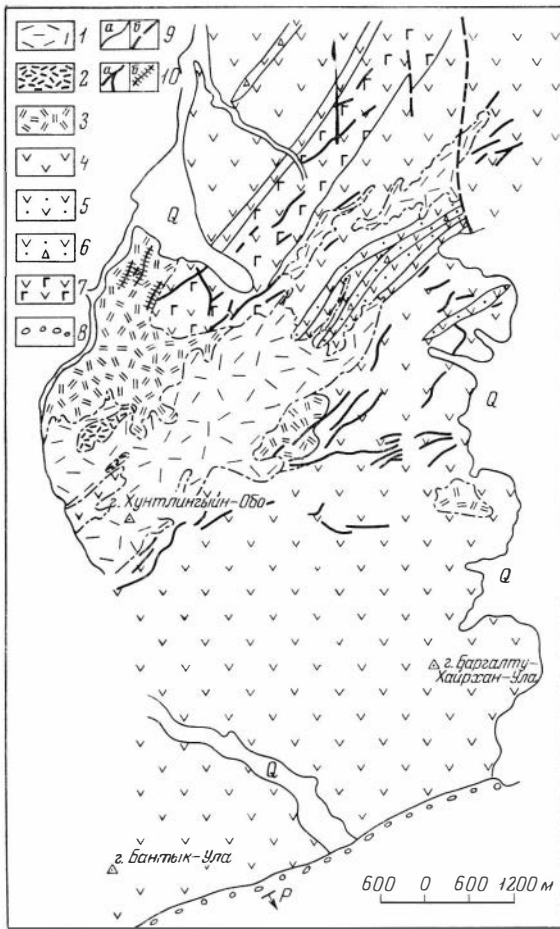 1
2
3
4
5
6
7
8
а б 9
а б 10
Q
Q
г. Хунтлингыйн-Обо
Q
г. Баргалту-
Хайрхан-Ула
Q
г. Бантык-Ула
Р
600 0 600 1200 м